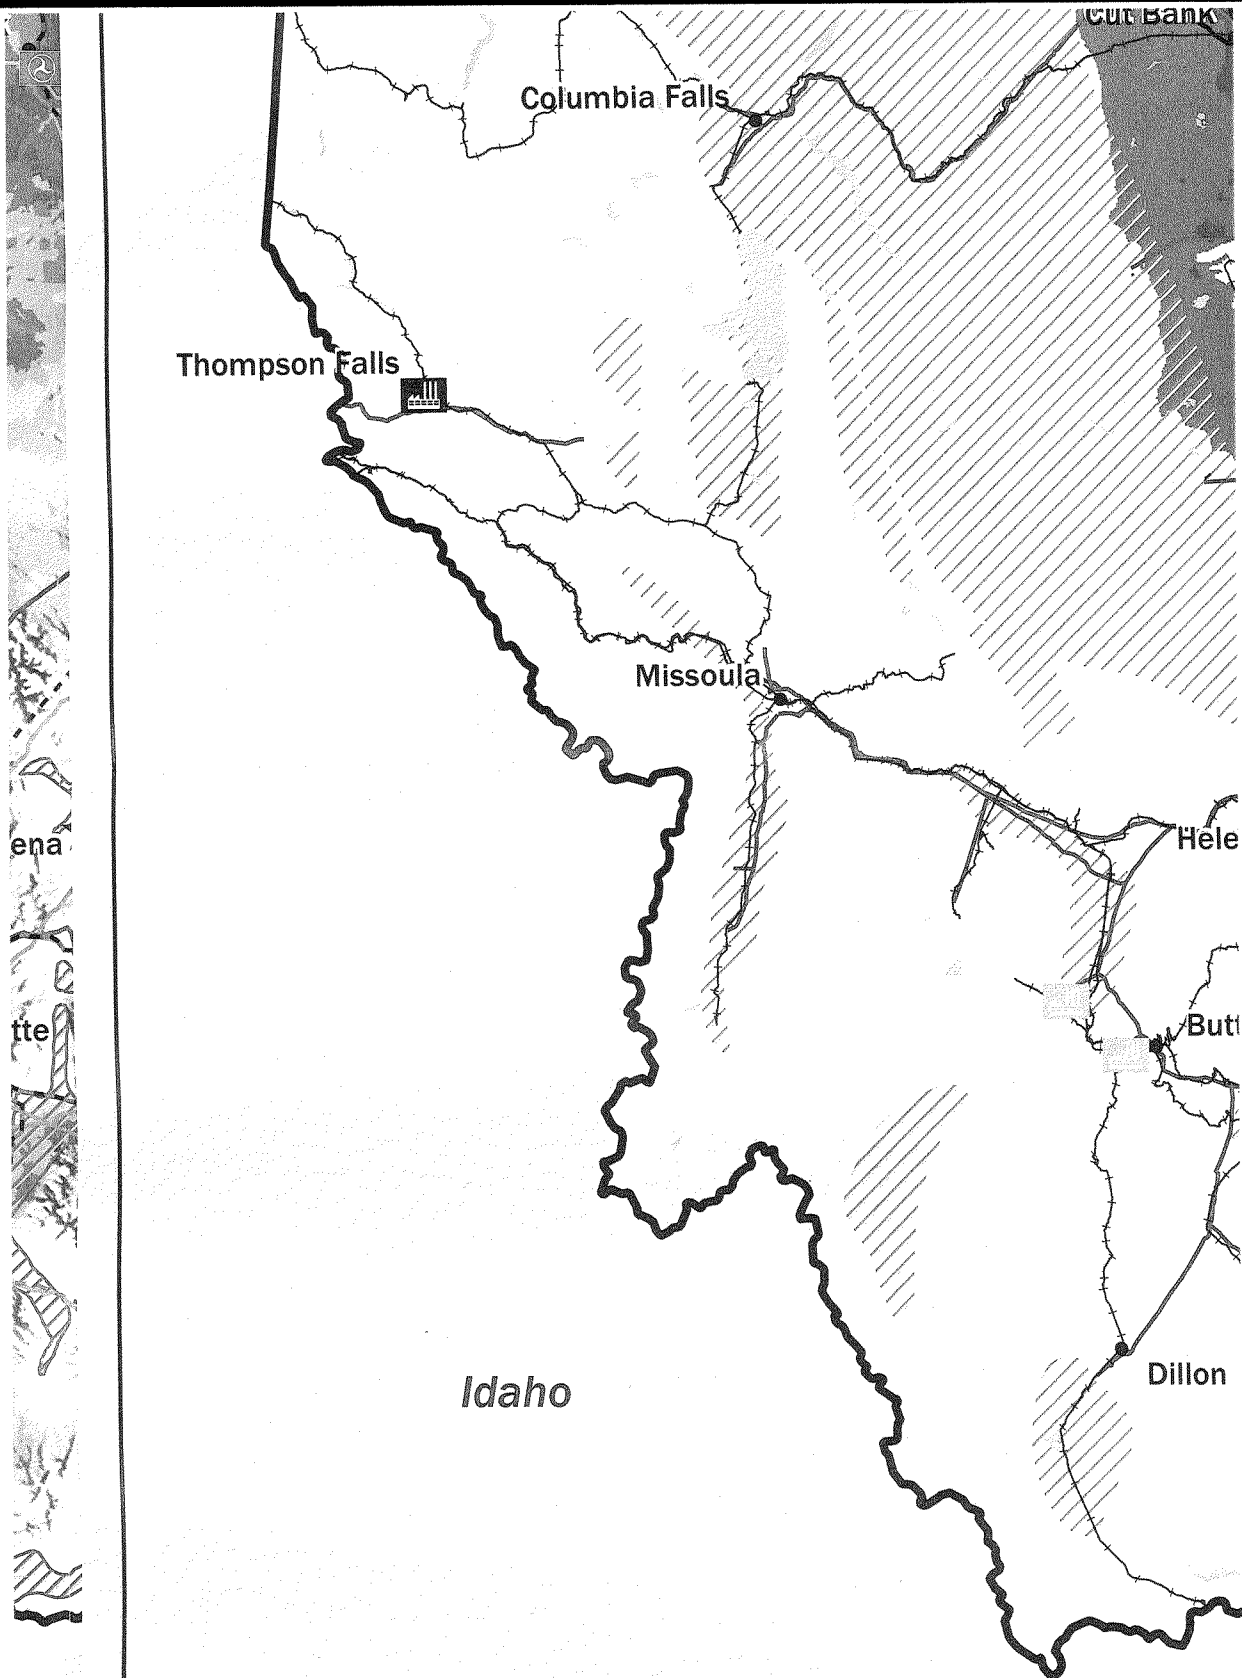 Cut Bank
Columbia Falls
Thompson Falls
Missoula
ena
Hele
tte
Butt
Dillon
Idaho